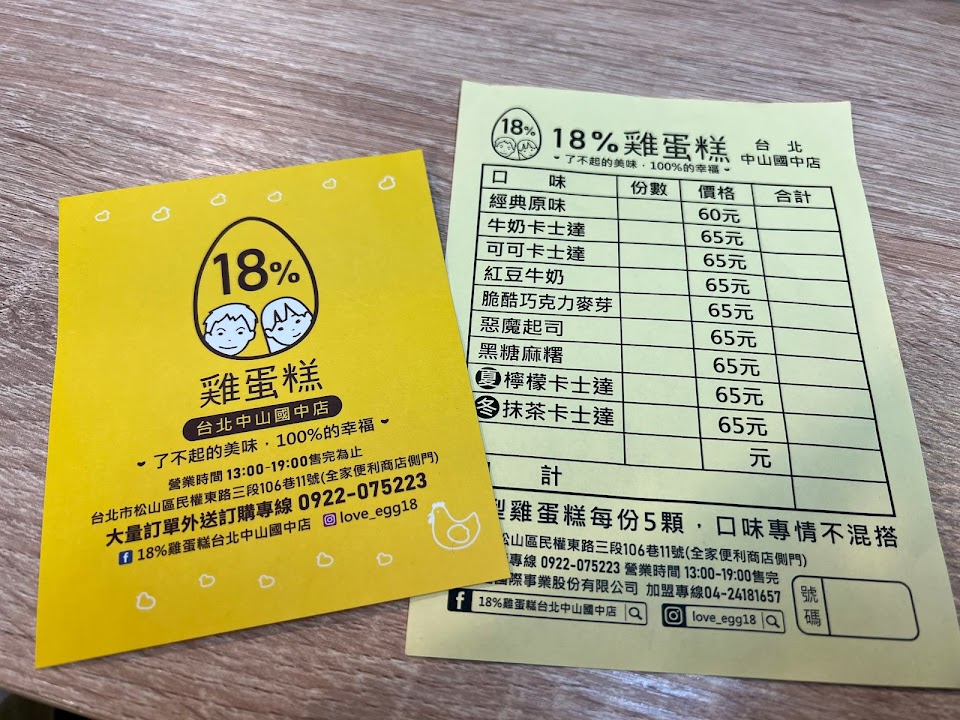 18%
雞蛋糕
台北中山國中店
了不起的美味．100%的幸福
營業時間 13:00-19:00售完為止
台北市松山區民權東路三段106巷11號(全家便利商店側門)
大量訂單外送訂購專線 0922-075223
18%雞蛋糕台北中山國中店 love_egg18
18%
18%雞蛋糕
台北
中山國中店
了不起的美味．100%的幸福
口味 份數 價格 合計
經典原味 60元
牛奶卡士達 65元
可可卡士達 65元
紅豆牛奶 65元
脆酷巧克力麥芽 65元
惡魔起司 65元
黑糖麻糬 65元
夏 檸檬卡士達 65元
冬 抹茶卡士達 65元
元
計
型雞蛋糕每份5顆，口味專情不混搭
松山區民權東路三段106巷11號(全家便利商店側門)
專線 0922-075223 營業時間 13:00-19:00售完
國際事業股份有限公司 加盟專線04-24181657
18%雞蛋糕台北中山國中店 love_egg18
號碼